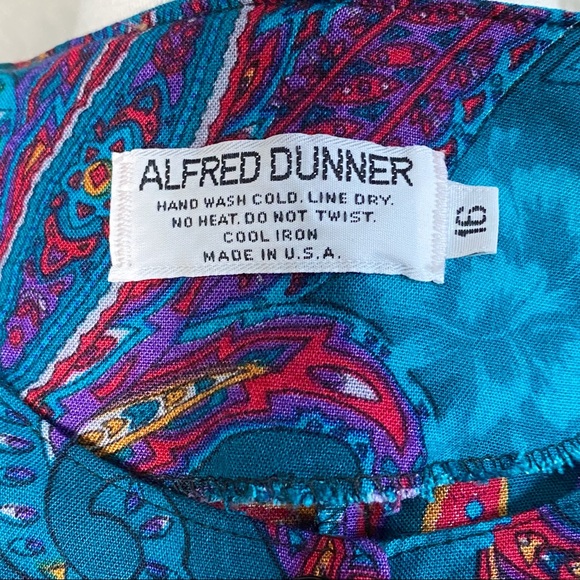 ALFRED DUNNER
HAND WASH COLD. LINE DRY.
NO HEAT. DO NOT TWIST.
COOL IRON
MADE IN U.S.A.
16